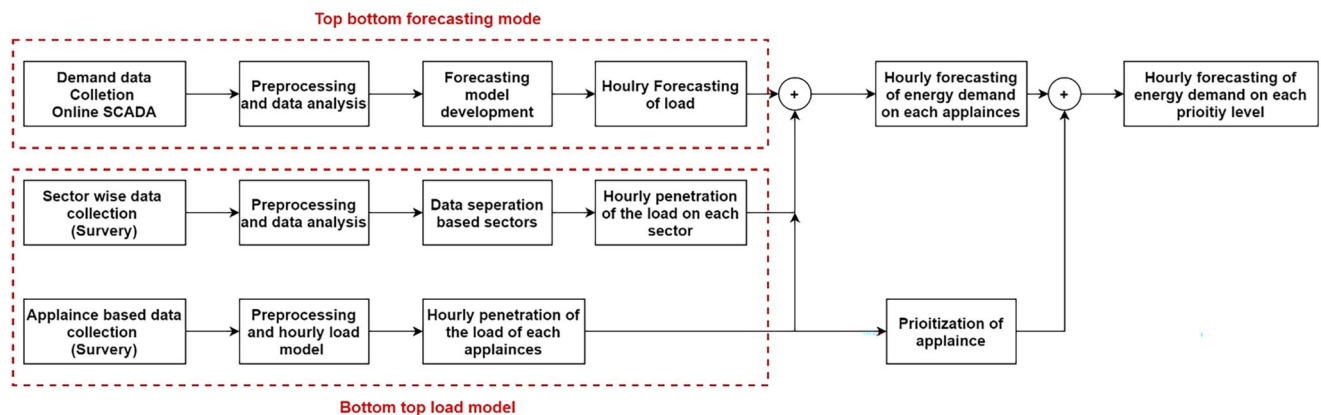 Top bottom forecasting mode
Demand data
Colletion
Online SCADA
Preprocessing
and data analysis
Forecasting
model
development
Houlry Forecasting
of load
+
Hourly forecasting
of energy demand
on each applainces
+
Hourly forecasting of
energy demand on each
prioitiy level
Sector wise data
collection
(Survery)
Preprocessing
and data analysis
Data seperation
based sectors
Hourly penetration
of the load on each
sector
Applaince based data
collection
(Survery)
Preprocessing
and hourly load
model
Hourly penetration of
the load of each
applainces
Prioitization of
applaince
Bottom top load model